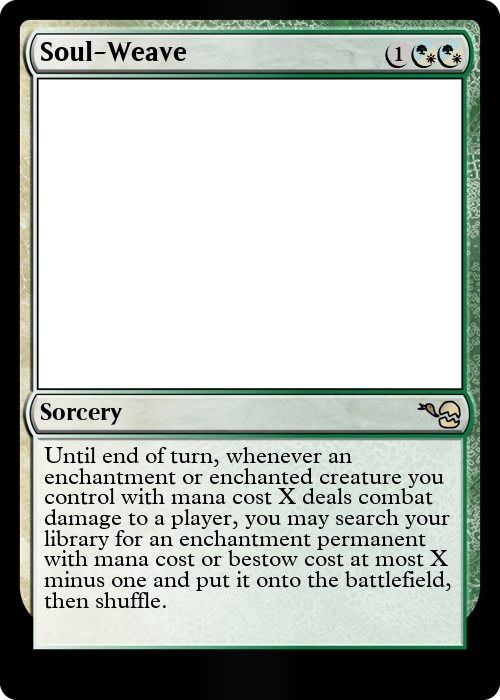 Soul-Weave 1
Sorcery
Until end of turn, whenever an
enchantment or enchanted creature you
control with mana cost X deals combat
damage to a player, you may search your
library for an enchantment permanent
with mana cost or bestow cost at most X
minus one and put it onto the battlefield,
then shuffle.